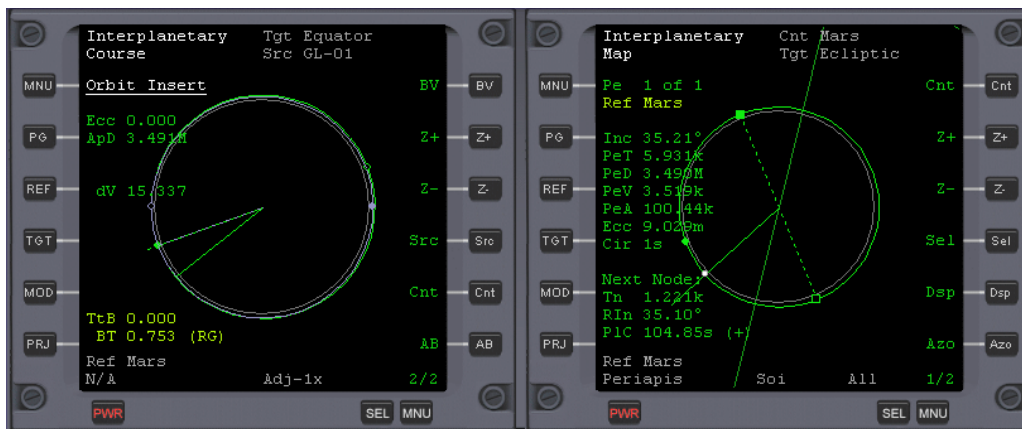 Interplanetary Tgt Equator
Course Src GL-01
Orbit Insert
Ecc 0.000
ApD 3.491M
dV 15.337
TtB 0.000
BT 0.753 (RG)
Ref Mars
N/A Adj-1x 2/2
BV
Z+
Z-
Src
Cnt
AB
MNU
PG
REF
TGT
MOD
PRJ
BV
Z+
Z-
Src
Cnt
AB
PWR SEL MNU
Interplanetary Cnt Mars
Map Tgt Ecliptic
Pe 1 of 1
Ref Mars
Inc 35.21°
PeT 5.931k
PeD 3.490M
PeV 3.519k
PeA 100.44k
Ecc 9.029m
Cir 1s
Next Node:
Tn 1.221k
RIn 35.10°
PlC 104.85s (+)
Ref Mars
Periapis Soi All 1/2
Cnt
Z+
Z-
Sel
Dsp
Azo
MNU
PG
REF
TGT
MOD
PRJ
Cnt
Z+
Z-
Sel
Dsp
Azo
PWR SEL MNU